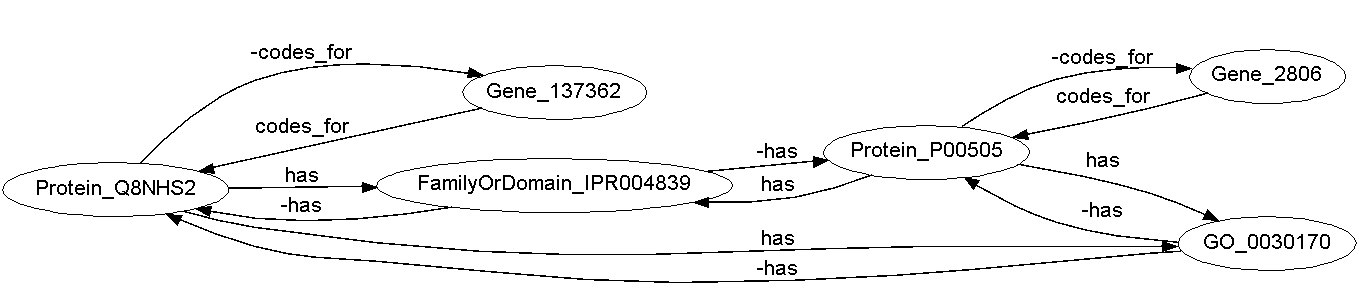 -codes_for
-codes_for
Gene_2806
Gene_137362
codes_for
codes_for
-has
Protein_P00505
has
has
Protein_Q8NHS2
FamilyOrDomain_IPR004839
has
-has
-has
has
GO_0030170
-has